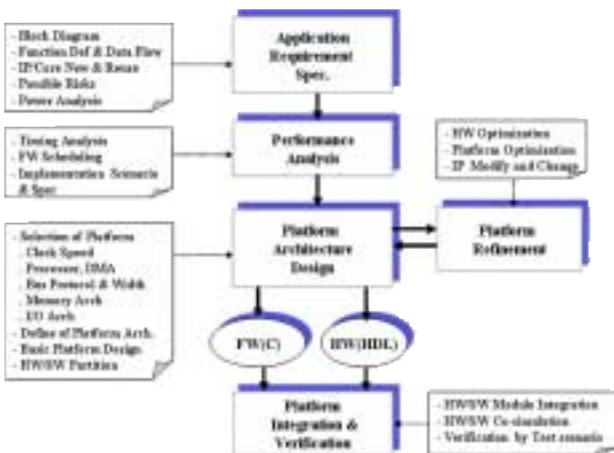 - Block Diagram
- Function Def & Data Flow
- IP/Core New & Reuse
- Possible Risks
- Power Analysis
Application
Requirement
Spec.
- Timing Analysis
- FW Scheduling
- Implementation Scenario
& Spec
Performance
Analysis
- HW Optimization
- Platform Optimization
- IP Modify and Change
- Selection of Platform
. Clock Speed
. Processor, DMA
. Bus Protocol & Width
. Memory Arch
. I/O Arch
- Define of Platform Arch.
- Basic Platform Design
- HW/SW Partition
Platform
Architecture
Design
Platform
Refinement
FW(C)
HW(HDL)
Platform
Integration &
Verification
- HW/SW Module Integration
- HW/SW Co-simulation
- Verification by Test scenario